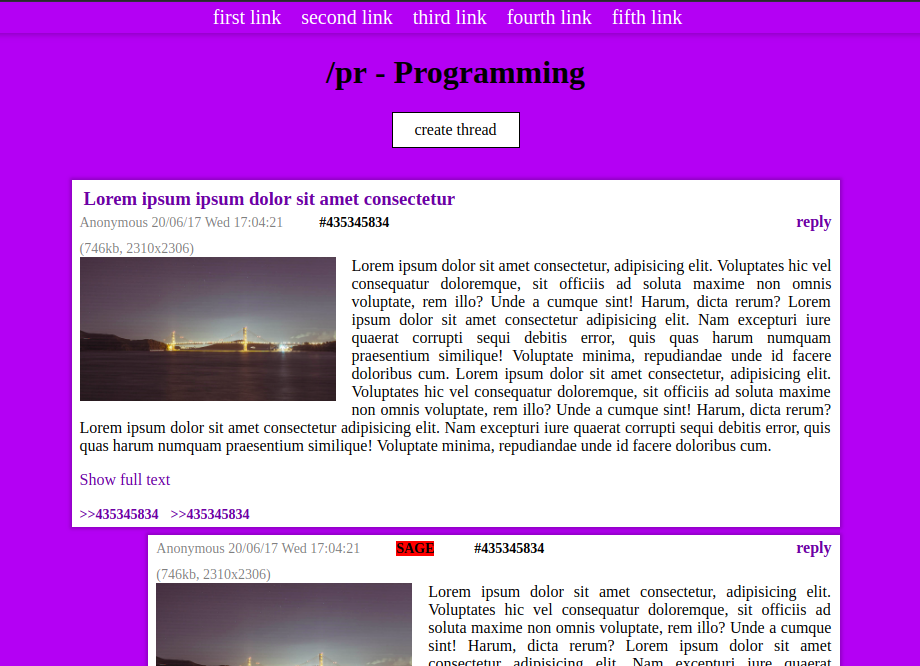 first link second link third link fourth link fifth link
/pr - Programming
create thread
Lorem ipsum ipsum dolor sit amet consectetur
Anonymous 20/06/17 Wed 17:04:21 #435345834 reply
(746kb, 2310x2306)
Lorem ipsum dolor sit amet consectetur, adipisicing elit. Voluptates hic vel
consequatur doloremque, sit officiis ad soluta maxime non omnis
voluptate, rem illo? Unde a cumque sint! Harum, dicta rerum? Lorem
ipsum dolor sit amet consectetur adipisicing elit. Nam excepturi iure
quaerat corrupti sequi debitis error, quis quas harum numquam
praesentium similique! Voluptate minima, repudiandae unde id facere
doloribus cum. Lorem ipsum dolor sit amet consectetur, adipisicing elit.
Voluptates hic vel consequatur doloremque, sit officiis ad soluta maxime
non omnis voluptate, rem illo? Unde a cumque sint! Harum, dicta rerum?
Lorem ipsum dolor sit amet consectetur adipisicing elit. Nam excepturi iure quaerat corrupti sequi debitis error, quis
quas harum numquam praesentium similique! Voluptate minima, repudiandae unde id facere doloribus cum.
Show full text
>>435345834 >>435345834
Anonymous 20/06/17 Wed 17:04:21 SAGE #435345834 reply
(746kb, 2310x2306)
Lorem ipsum dolor sit amet consectetur, adipisicing elit.
Voluptates hic vel consequatur doloremque, sit officiis ad
soluta maxime non omnis voluptate, rem illo? Unde a cumque
sint! Harum, dicta rerum? Lorem ipsum dolor sit amet
consectetur adipisicing elit. Nam excepturi iure quaerat